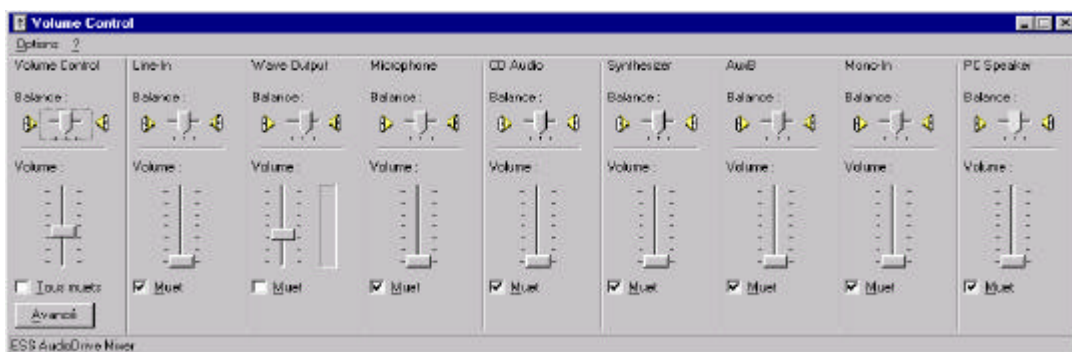 Volume Control
Options ?
Volume Control Line-In Wave Output Microphone CD Audio Synthesizer AuxB Mono-In PC Speaker
Balance : Balance : Balance : Balance : Balance : Balance : Balance : Balance : Balance :
Volume : Volume : Volume : Volume : Volume : Volume : Volume : Volume : Volume :
Tous muets Muet Muet Muet Muet Muet Muet Muet Muet
Avancé
ESS AudioDrive Mixer